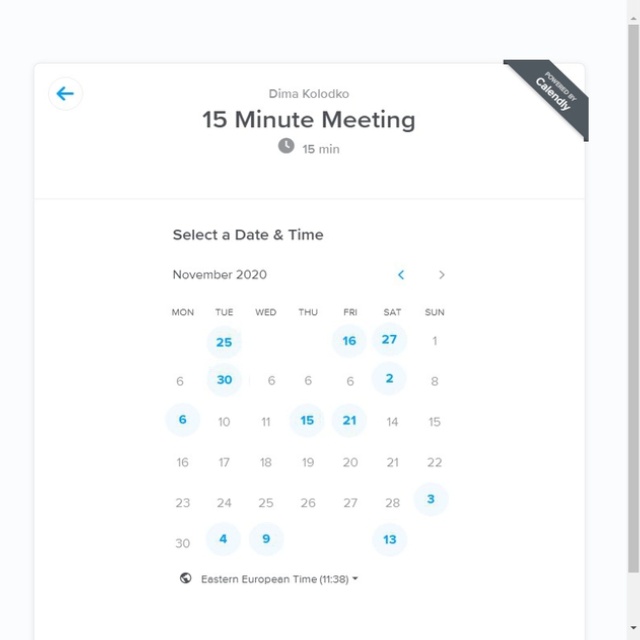 POWERED BY
Calendly
Dima Kolodko
15 Minute Meeting
15 min
Select a Date & Time
November 2020
MON TUE WED THU FRI SAT SUN
25 16 27 1
6 30 6 6 6 2 8
6 10 11 15 21 14 15
16 17 18 19 20 21 22
23 24 25 26 27 28 3
30 4 9 13
Eastern European Time (11:38)